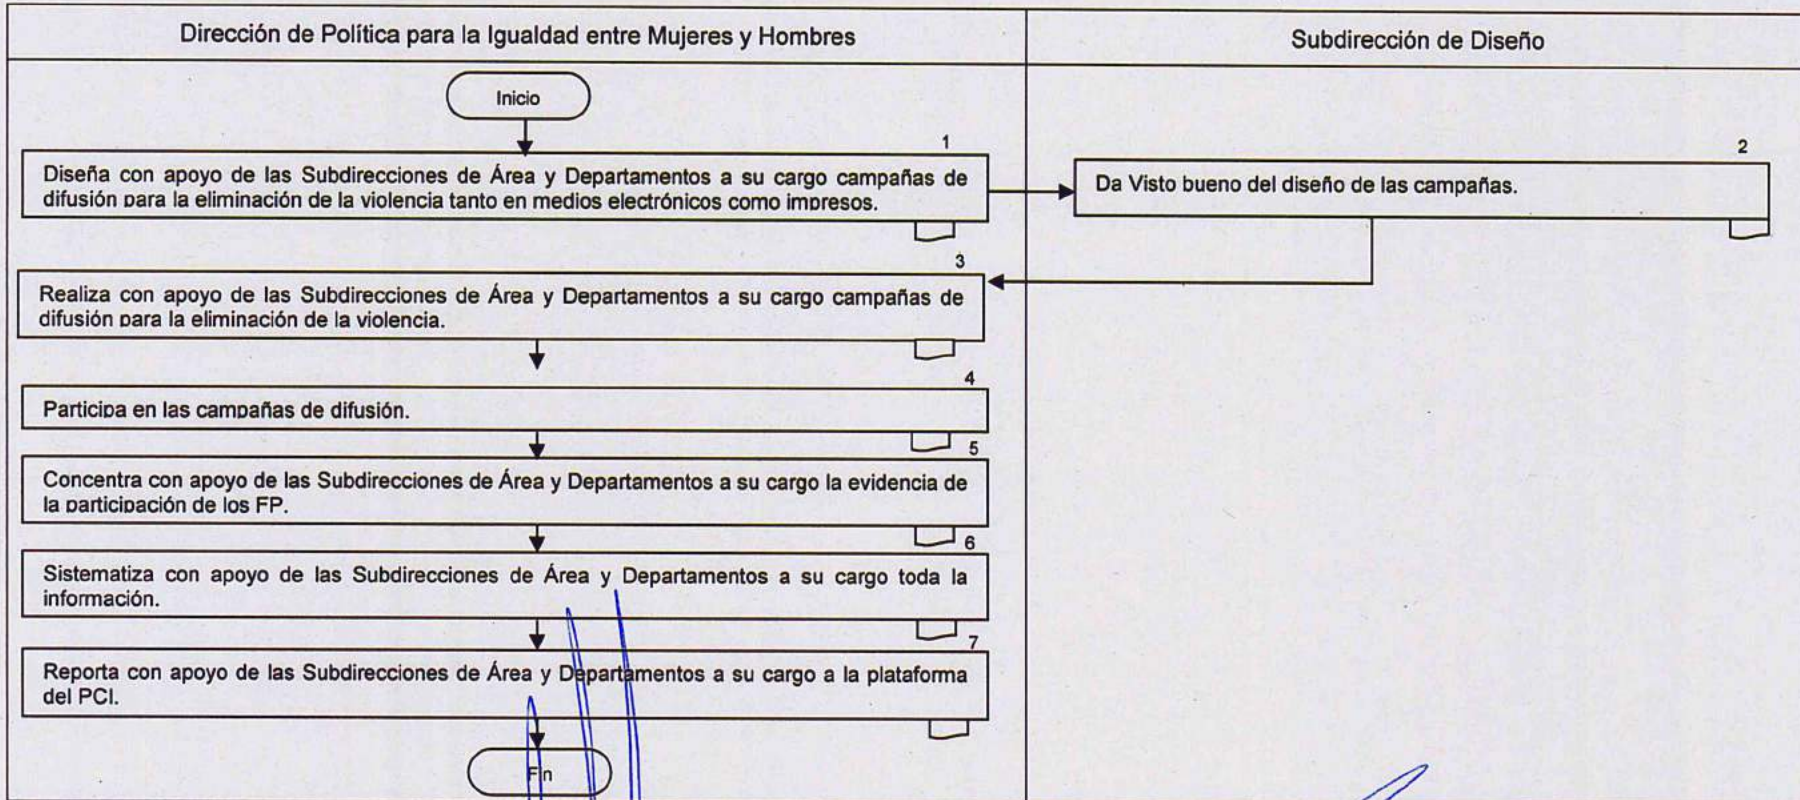 Dirección de Política para la Igualdad entre Mujeres y Hombres
Subdirección de Diseño
Inicio
1
Diseña con apoyo de las Subdirecciones de Área y Departamentos a su cargo campañas de
difusión para la eliminación de la violencia tanto en medios electrónicos como impresos.
2
Da Visto bueno del diseño de las campañas.
3
Realiza con apoyo de las Subdirecciones de Área y Departamentos a su cargo campañas de
difusión para la eliminación de la violencia.
4
Participa en las campañas de difusión.
5
Concentra con apoyo de las Subdirecciones de Área y Departamentos a su cargo la evidencia de
la participación de los FP.
6
Sistematiza con apoyo de las Subdirecciones de Área y Departamentos a su cargo toda la
información.
7
Reporta con apoyo de las Subdirecciones de Área y Departamentos a su cargo a la plataforma
del PCI.
Fin